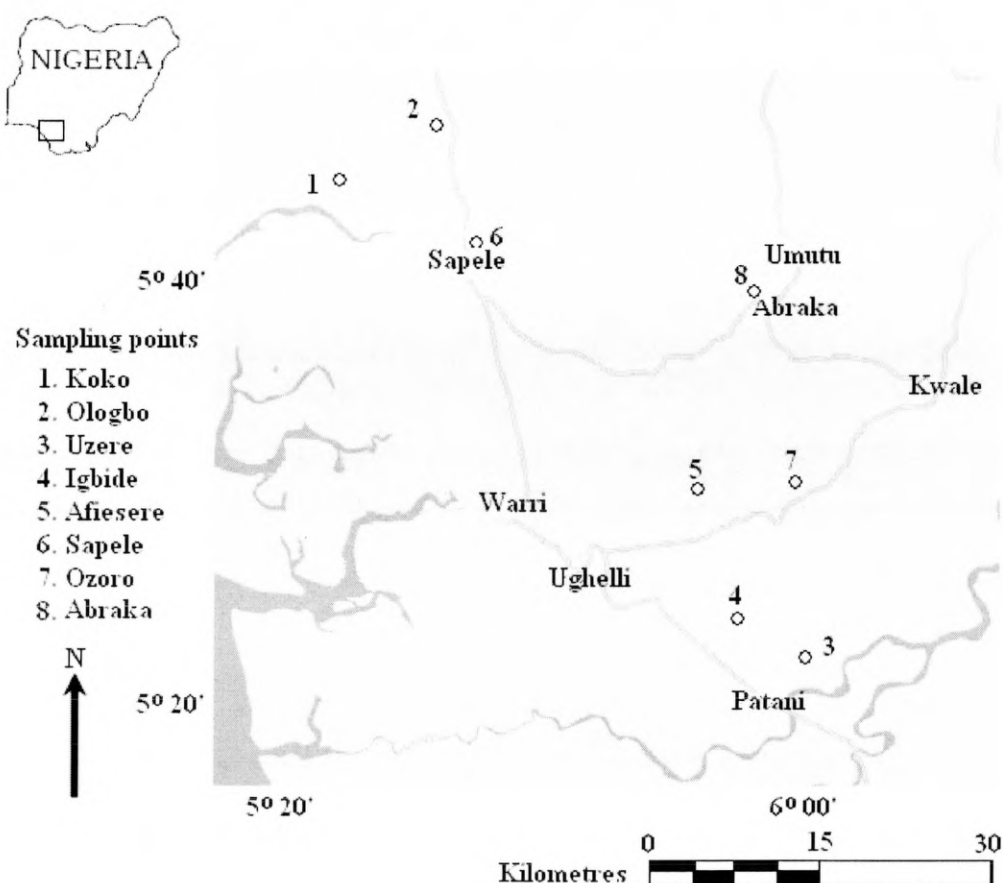 NIGERIA
2
1
6
Sapele
Umutu
8
Abraka
5º 40'
Sampling points
1. Koko
2. Ologbo
3. Uzere
4. Igbide
5. Afiesere
6. Sapele
7. Ozoro
8. Abraka
Kwale
5
7
Warri
Ughelli
4
3
N
5º 20'
Patani
5º 20'
6º 00'
0 15 30
Kilometres